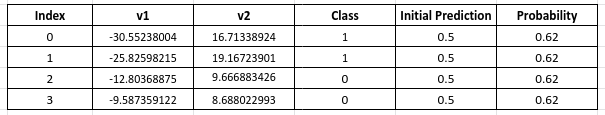 Index v1 v2 Class Initial Prediction Probability
0 -30.55238004 16.71338924 1 0.5 0.62
1 -25.82598215 19.16723901 1 0.5 0.62
2 -12.80368875 9.666883426 0 0.5 0.62
3 -9.587359122 8.688022993 0 0.5 0.62